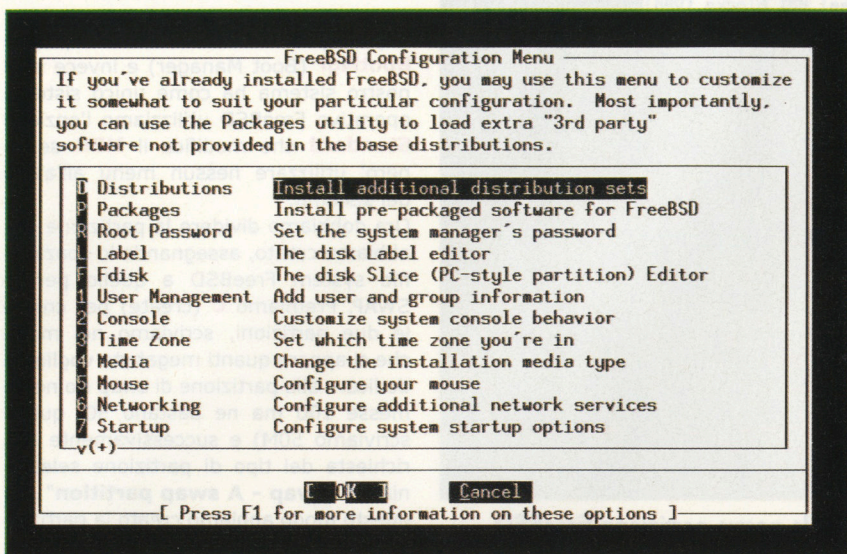 FreeBSD Configuration Menu
If you've already installed FreeBSD, you may use this menu to customize
it somewhat to suit your particular configuration.  Most importantly,
you can use the Packages utility to load extra "3rd party"
software not provided in the base distributions.
D Distributions Install additional distribution sets
P Packages Install pre-packaged software for FreeBSD
R Root Password Set the system manager's password
L Label The disk Label editor
F Fdisk The disk Slice (PC-style partition) Editor
1 User Management Add user and group information
2 Console Customize system console behavior
3 Time Zone Set which time zone you're in
4 Media Change the installation media type
5 Mouse Configure your mouse
6 Networking Configure additional network services
7 Startup Configure system startup options
v(+)
[ OK ] Cancel
[ Press F1 for more information on these options ]